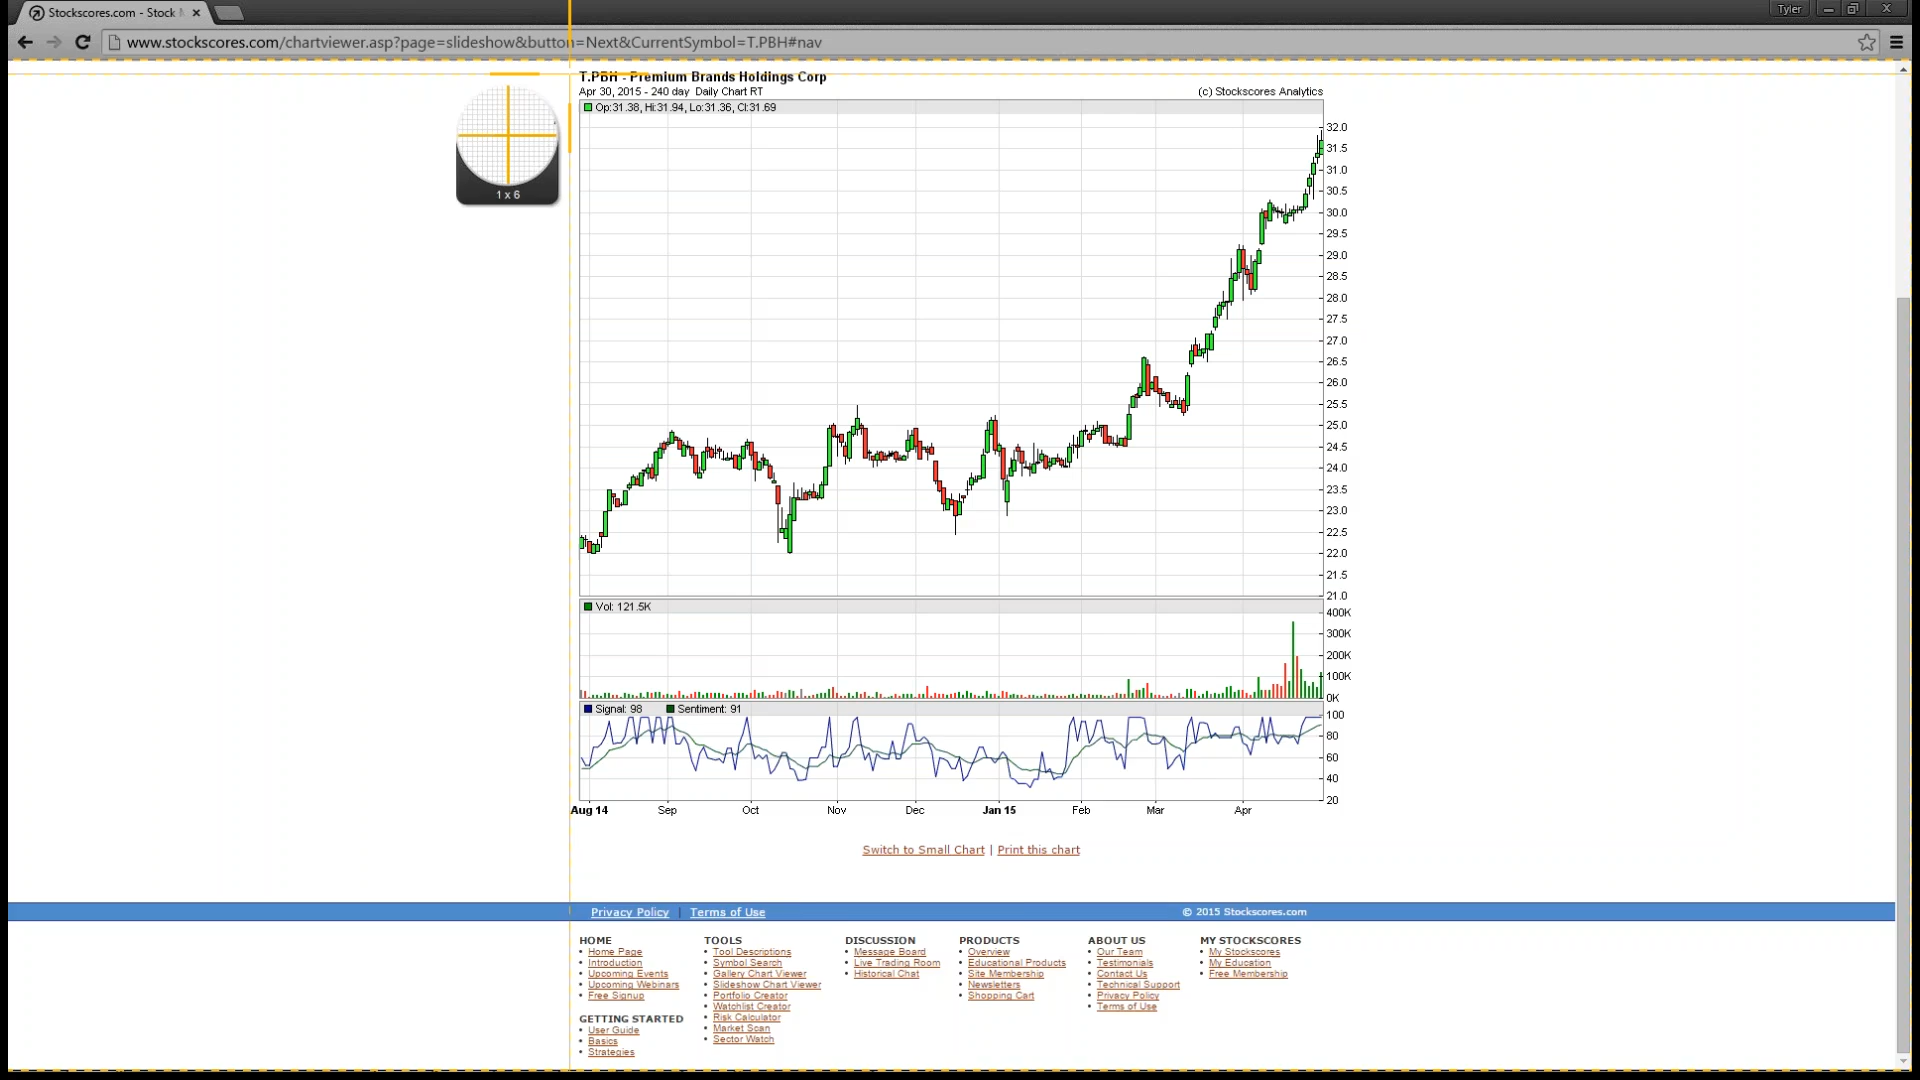 Stockscores.com - Stock M
Tyler
www.stockscores.com/chartviewer.asp?page=slideshow&button=Next&CurrentSymbol=T.PBH#nav
T.PBH - Premium Brands Holdings Corp
Apr 30, 2015 - 240 day Daily Chart RT
(c) Stockscores Analytics
Op:31.38, Hi:31.94, Lo:31.36, Cl:31.69
1 x 6
32.0
31.5
31.0
30.5
30.0
29.5
29.0
28.5
28.0
27.5
27.0
26.5
26.0
25.5
25.0
24.5
24.0
23.5
23.0
22.5
22.0
21.5
21.0
Vol: 121.5K
400K
300K
200K
100K
0K
Signal: 98 Sentiment: 91
100
80
60
40
20
Aug 14 Sep Oct Nov Dec Jan 15 Feb Mar Apr
Switch to Small Chart | Print this chart
Privacy Policy | Terms of Use
© 2015 Stockscores.com
HOME
Home Page
Introduction
Upcoming Events
Upcoming Webinars
Free Signup
GETTING STARTED
User Guide
Basics
Strategies
TOOLS
Tool Descriptions
Symbol Search
Gallery Chart Viewer
Slideshow Chart Viewer
Portfolio Creator
Watchlist Creator
Risk Calculator
Market Scan
Sector Watch
DISCUSSION
Message Board
Live Trading Room
Historical Chat
PRODUCTS
Overview
Educational Products
Site Membership
Newsletters
Shopping Cart
ABOUT US
Our Team
Testimonials
Contact Us
Technical Support
Privacy Policy
Terms of Use
MY STOCKSCORES
My Stockscores
My Education
Free Membership